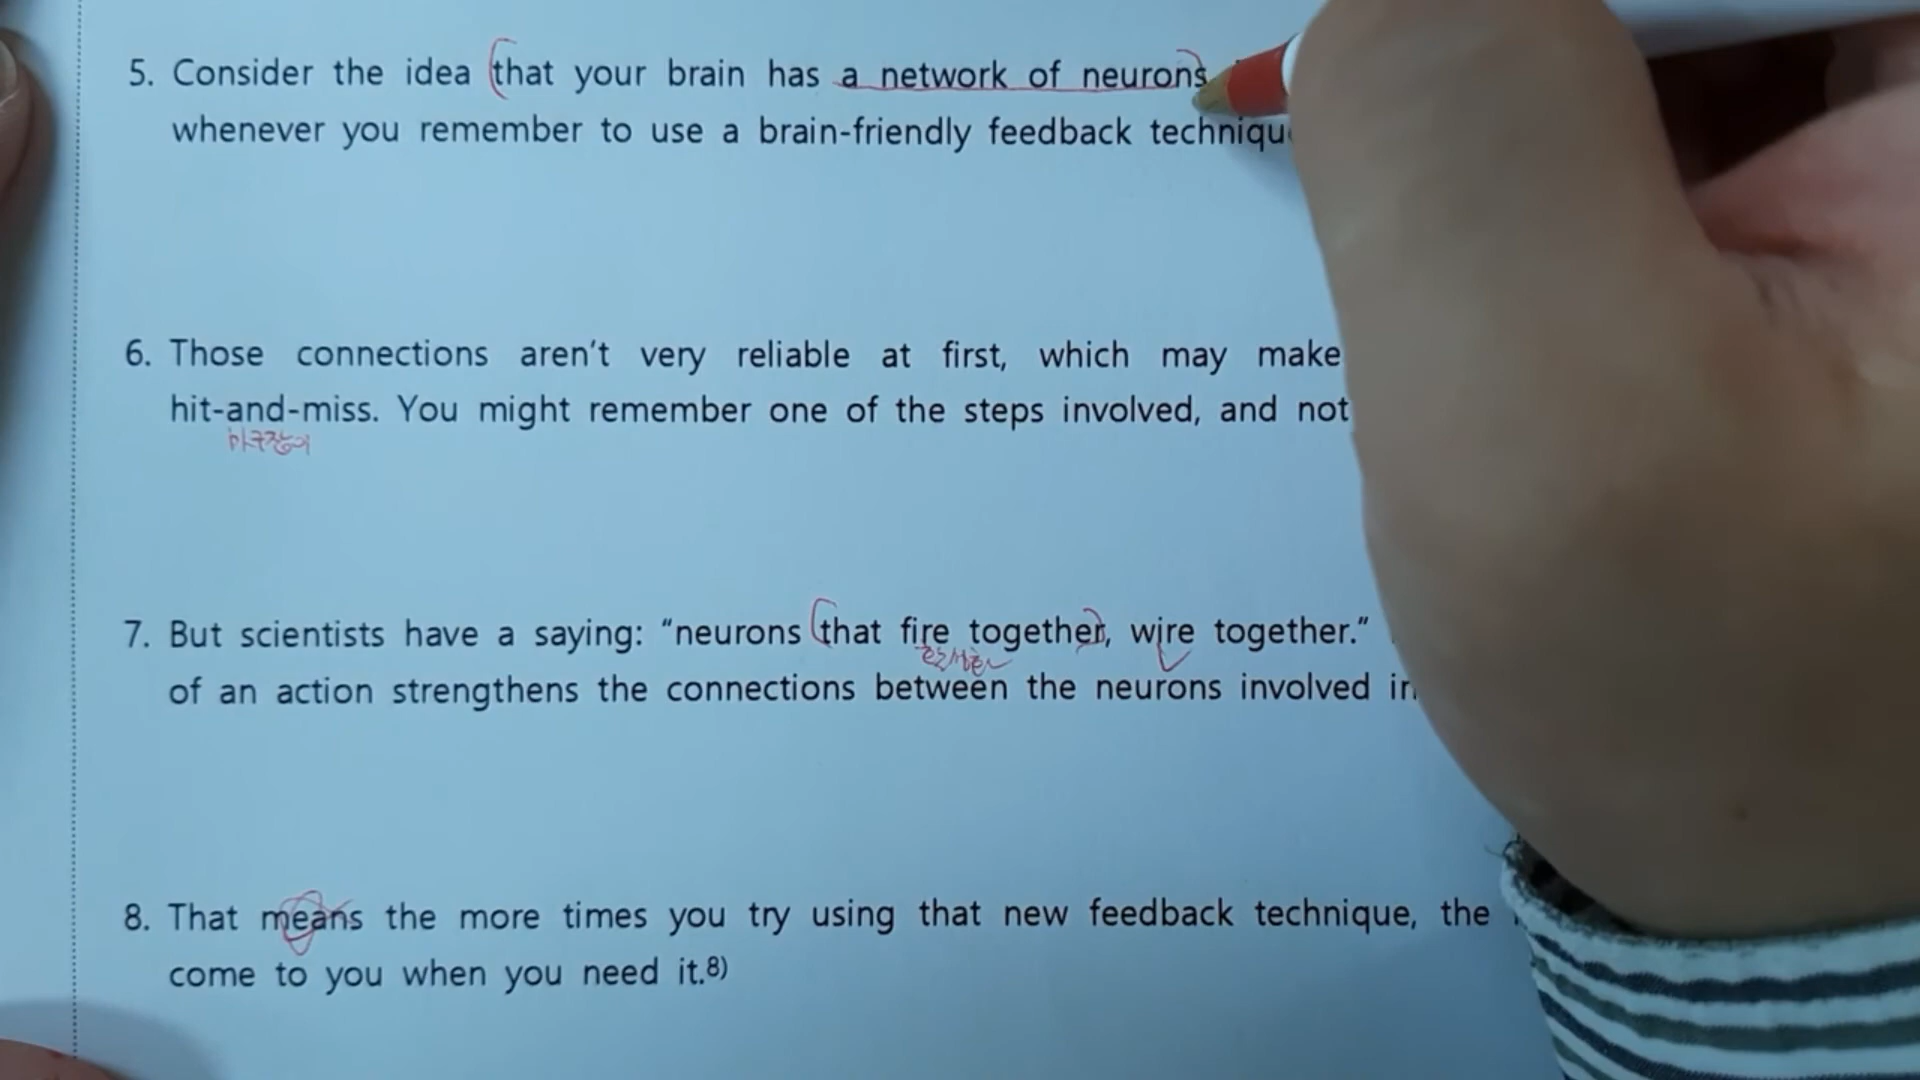 5. Consider the idea that your brain has a network of neurons
whenever you remember to use a brain-friendly feedback
6. Those connections aren't very reliable at first, which may make
hit-and-miss. You might remember one of the steps involved, and not
마구잡이
7. But scientists have a saying: "neurons that fire together, wire together."
of an action strengthens the connections between the neurons involved
8. That means the more times you try using that new feedback technique, the
come to you when you need it.8)